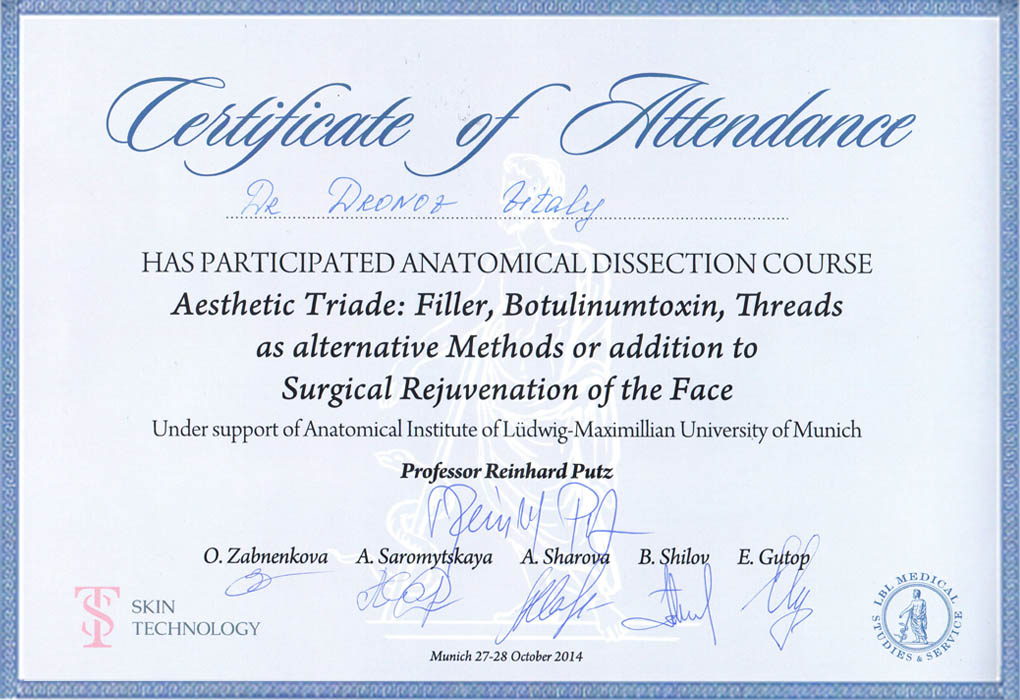 Certificate of Attendance
Dr Dronov Vitaly
HAS PARTICIPATED ANATOMICAL DISSECTION COURSE
Aesthetic Triade: Filler, Botulinumtoxin, Threads
as alternative Methods or addition to
Surgical Rejuvenation of the Face
Under support of Anatomical Institute of Lüdwig-Maximillian University of Munich
Professor Reinhard Putz
O. Zabnenkova A. Saromytskaya A. Sharova B. Shilov E. Gutop
TS SKIN
TECHNOLOGY
LBL MEDICAL
STUDIES & SERVICE
Munich 27-28 October 2014